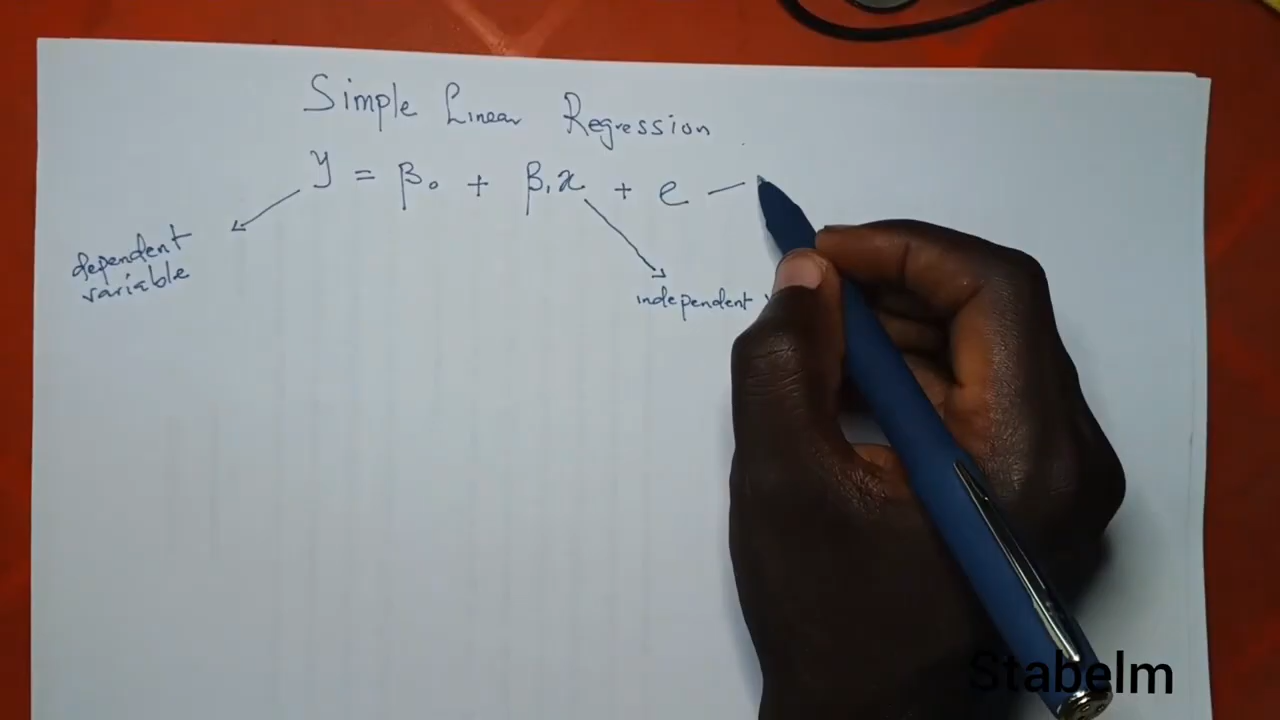 Simple Linear Regression
y = β₀ + β₁x + e —
dependent
variable
independent
Stabelm